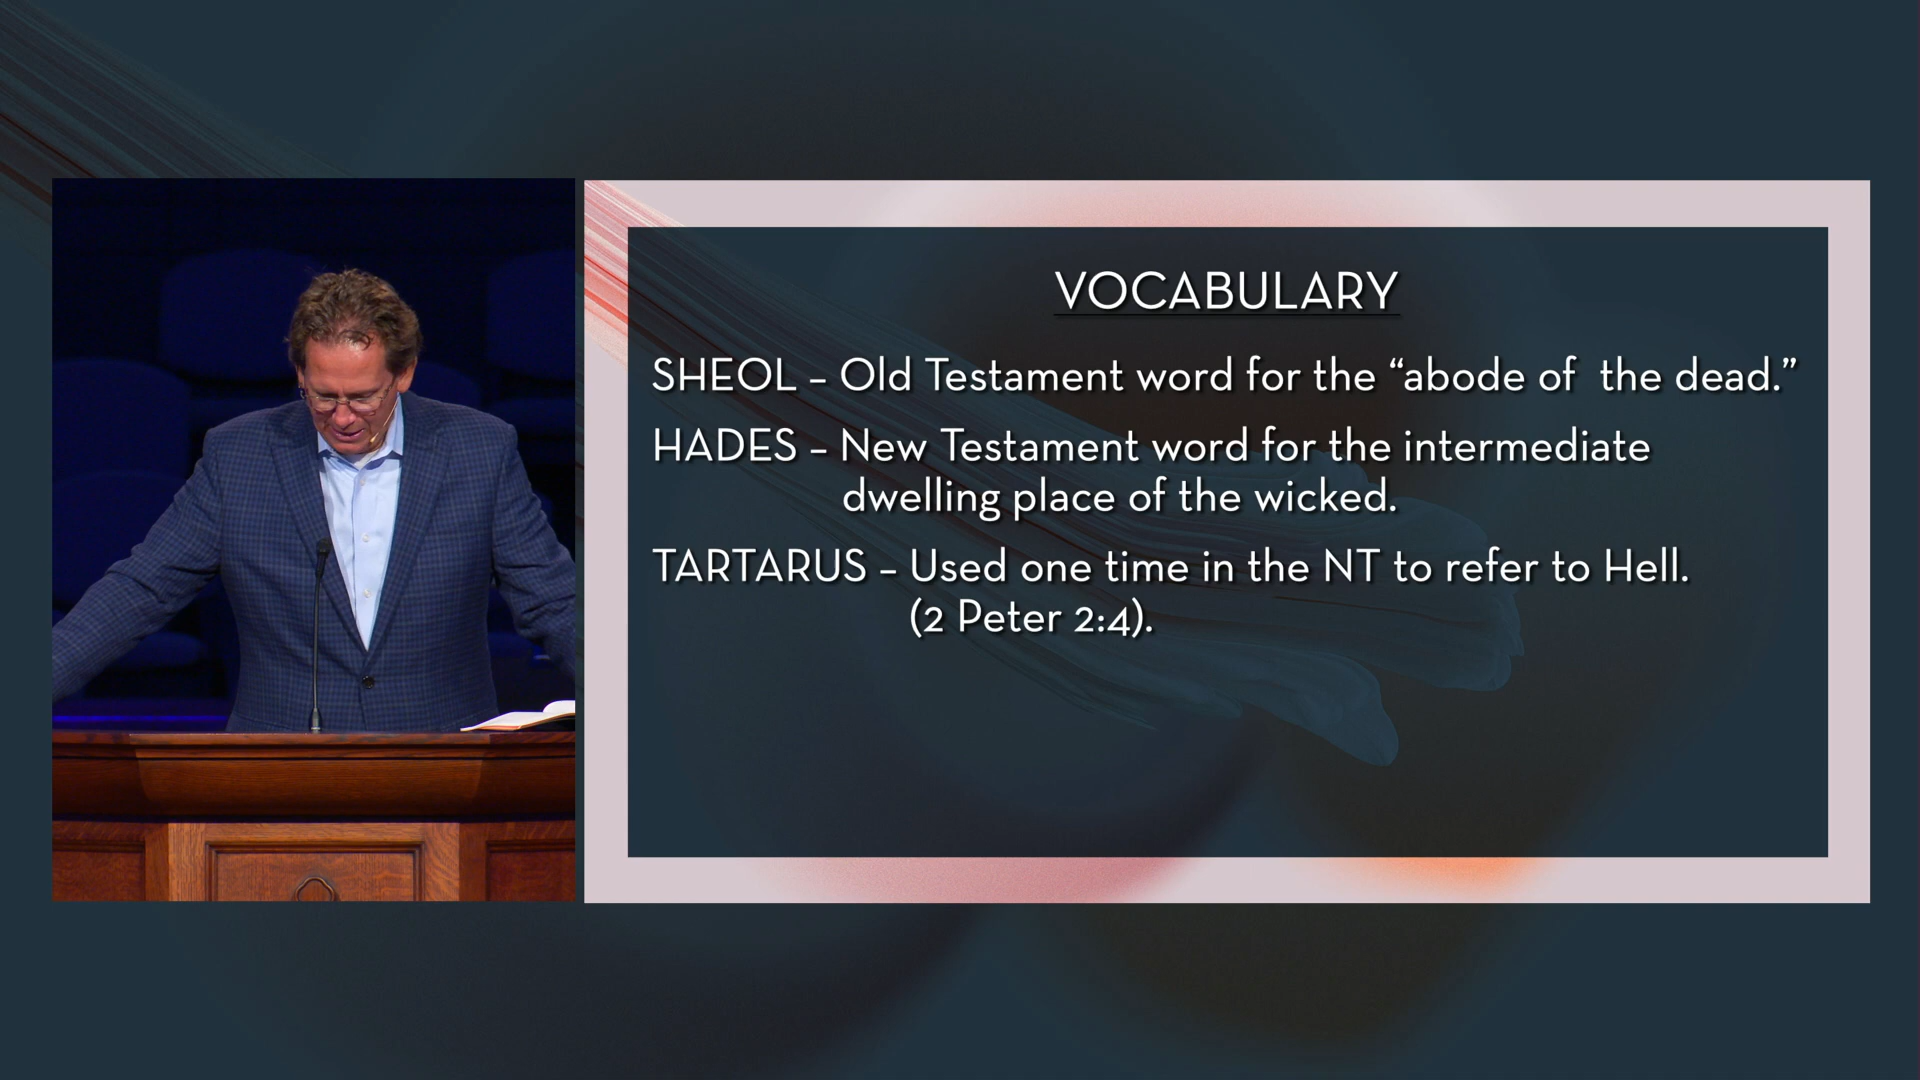 VOCABULARY
SHEOL – Old Testament word for the “abode of  the dead.”
HADES – New Testament word for the intermediate
dwelling place of the wicked.
TARTARUS – Used one time in the NT to refer to Hell.
(2 Peter 2:4).